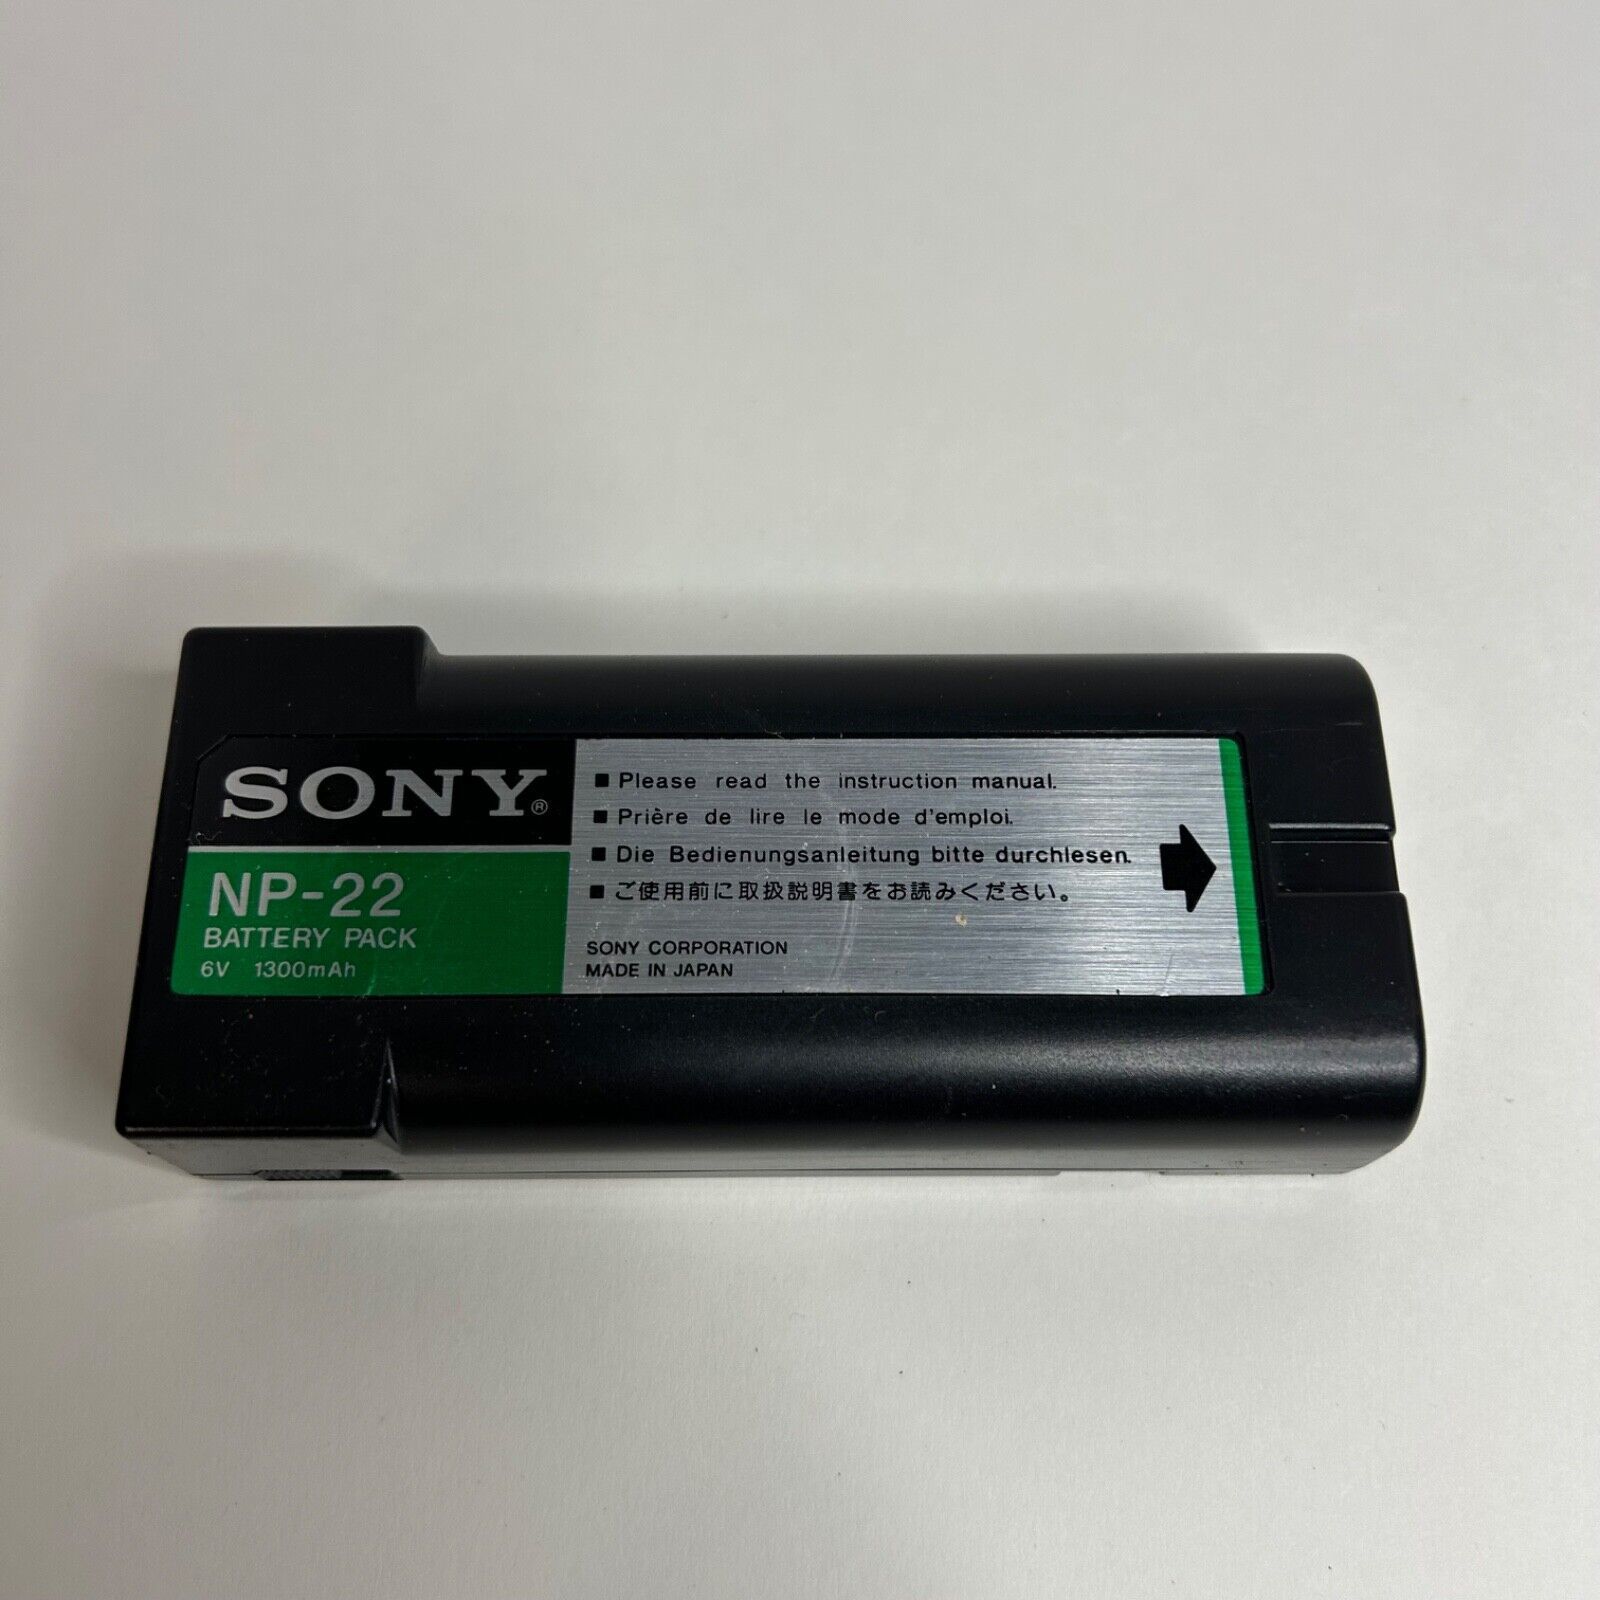 SONY®
NP-22
BATTERY PACK
6V 1300mAh
■ Please read the instruction manual.
■ Prière de lire le mode d'emploi.
■ Die Bedienungsanleitung bitte durchlesen.
■ ご使用前に取扱説明書をお読みください。
SONY CORPORATION
MADE IN JAPAN